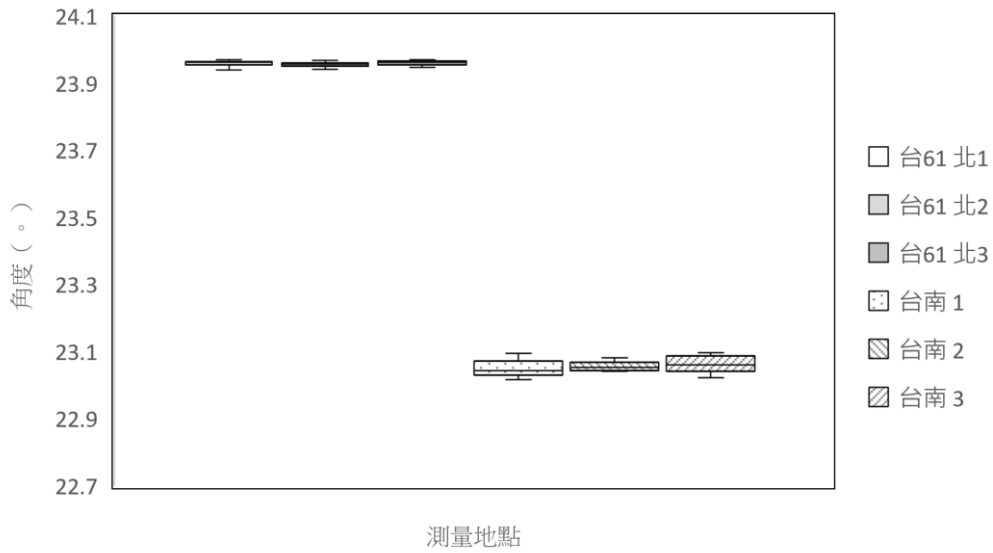 24.1
23.9
23.7
23.5
23.3
23.1
22.9
22.7
角度（。）
測量地點
台61 北1
台61 北2
台61 北3
台南 1
台南 2
台南 3